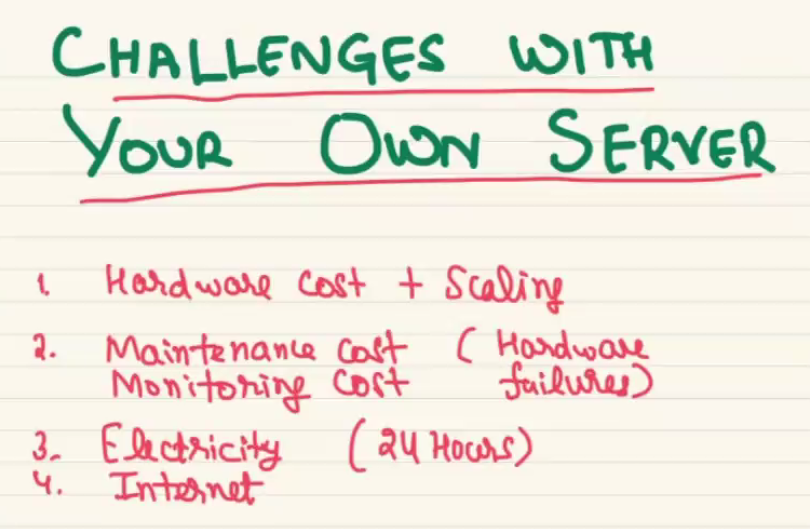 CHALLENGES WITH
YOUR OWN SERVER
1. Hardware cost + Scaling
2. Maintenance cost (Hardware
Monitoring cost failures)
3. Electricity (24 Hours)
4. Internet